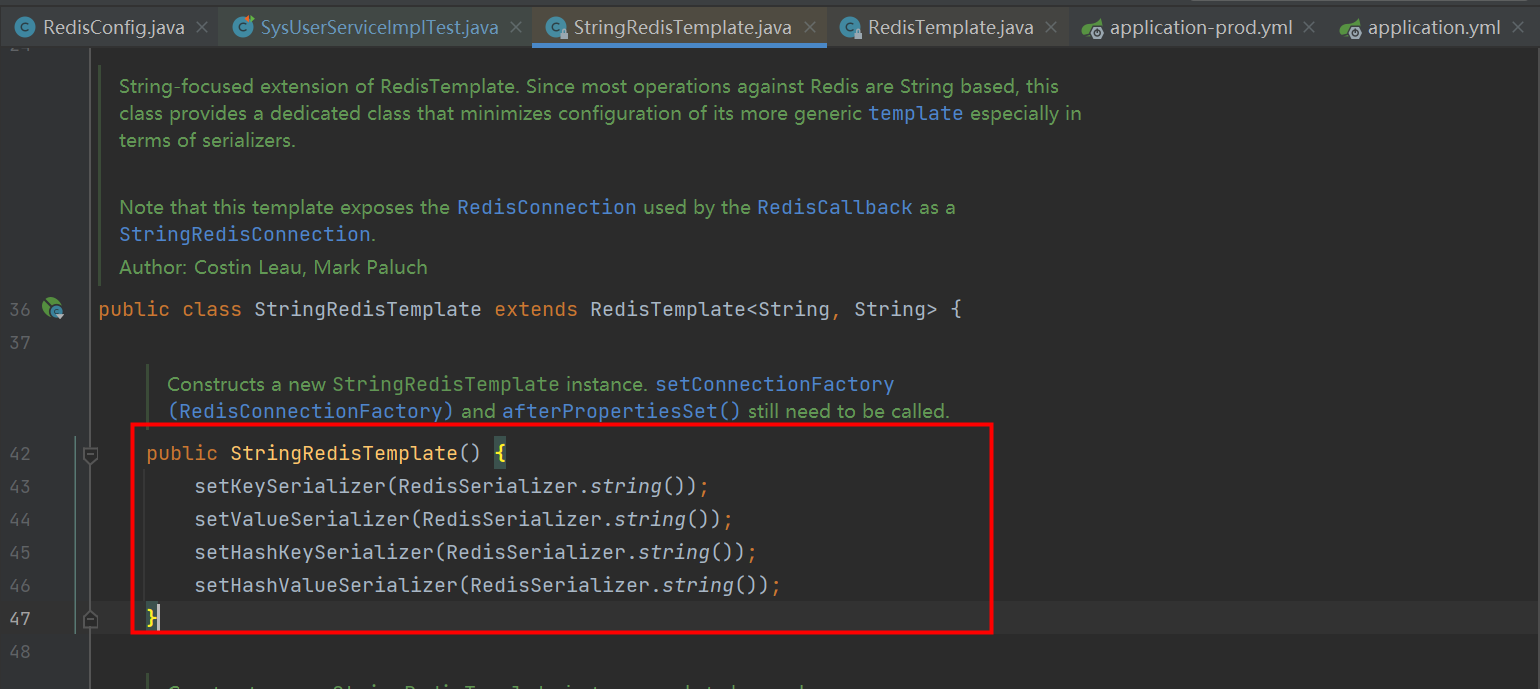 RedisConfig.java SysUserServiceImplTest.java StringRedisTemplate.java RedisTemplate.java application-prod.yml application.yml
String-focused extension of RedisTemplate. Since most operations against Redis are String based, this
class provides a dedicated class that minimizes configuration of its more generic template especially in
terms of serializers.
Note that this template exposes the RedisConnection used by the RedisCallback as a
StringRedisConnection.
Author: Costin Leau, Mark Paluch
36 public class StringRedisTemplate extends RedisTemplate<String, String> {
37
Constructs a new StringRedisTemplate instance. setConnectionFactory
(RedisConnectionFactory) and afterPropertiesSet() still need to be called.
42 public StringRedisTemplate() {
43 setKeySerializer(RedisSerializer.string());
44 setValueSerializer(RedisSerializer.string());
45 setHashKeySerializer(RedisSerializer.string());
46 setHashValueSerializer(RedisSerializer.string());
47 }
48